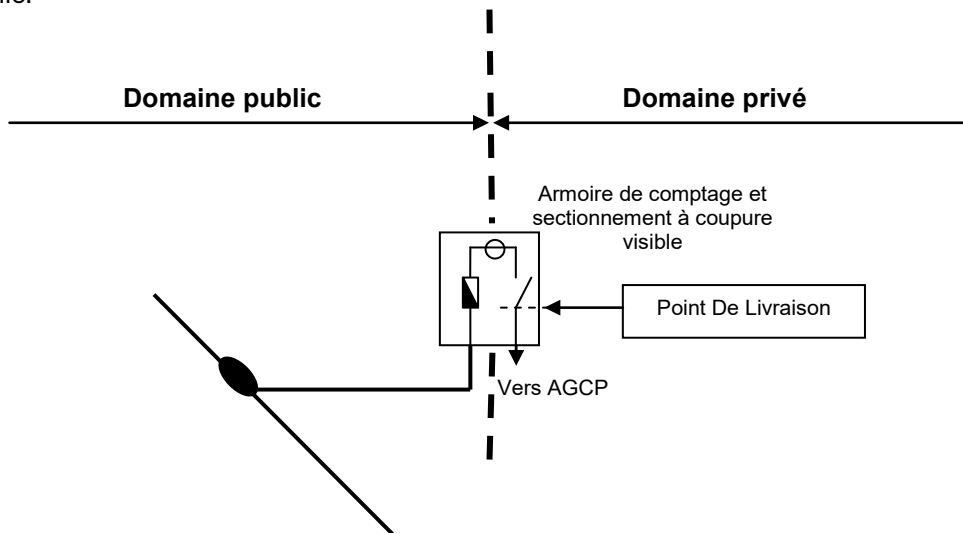 Domaine public
Domaine privé
Armoire de comptage et
sectionnement à coupure
visible
Point De Livraison
Vers AGCP